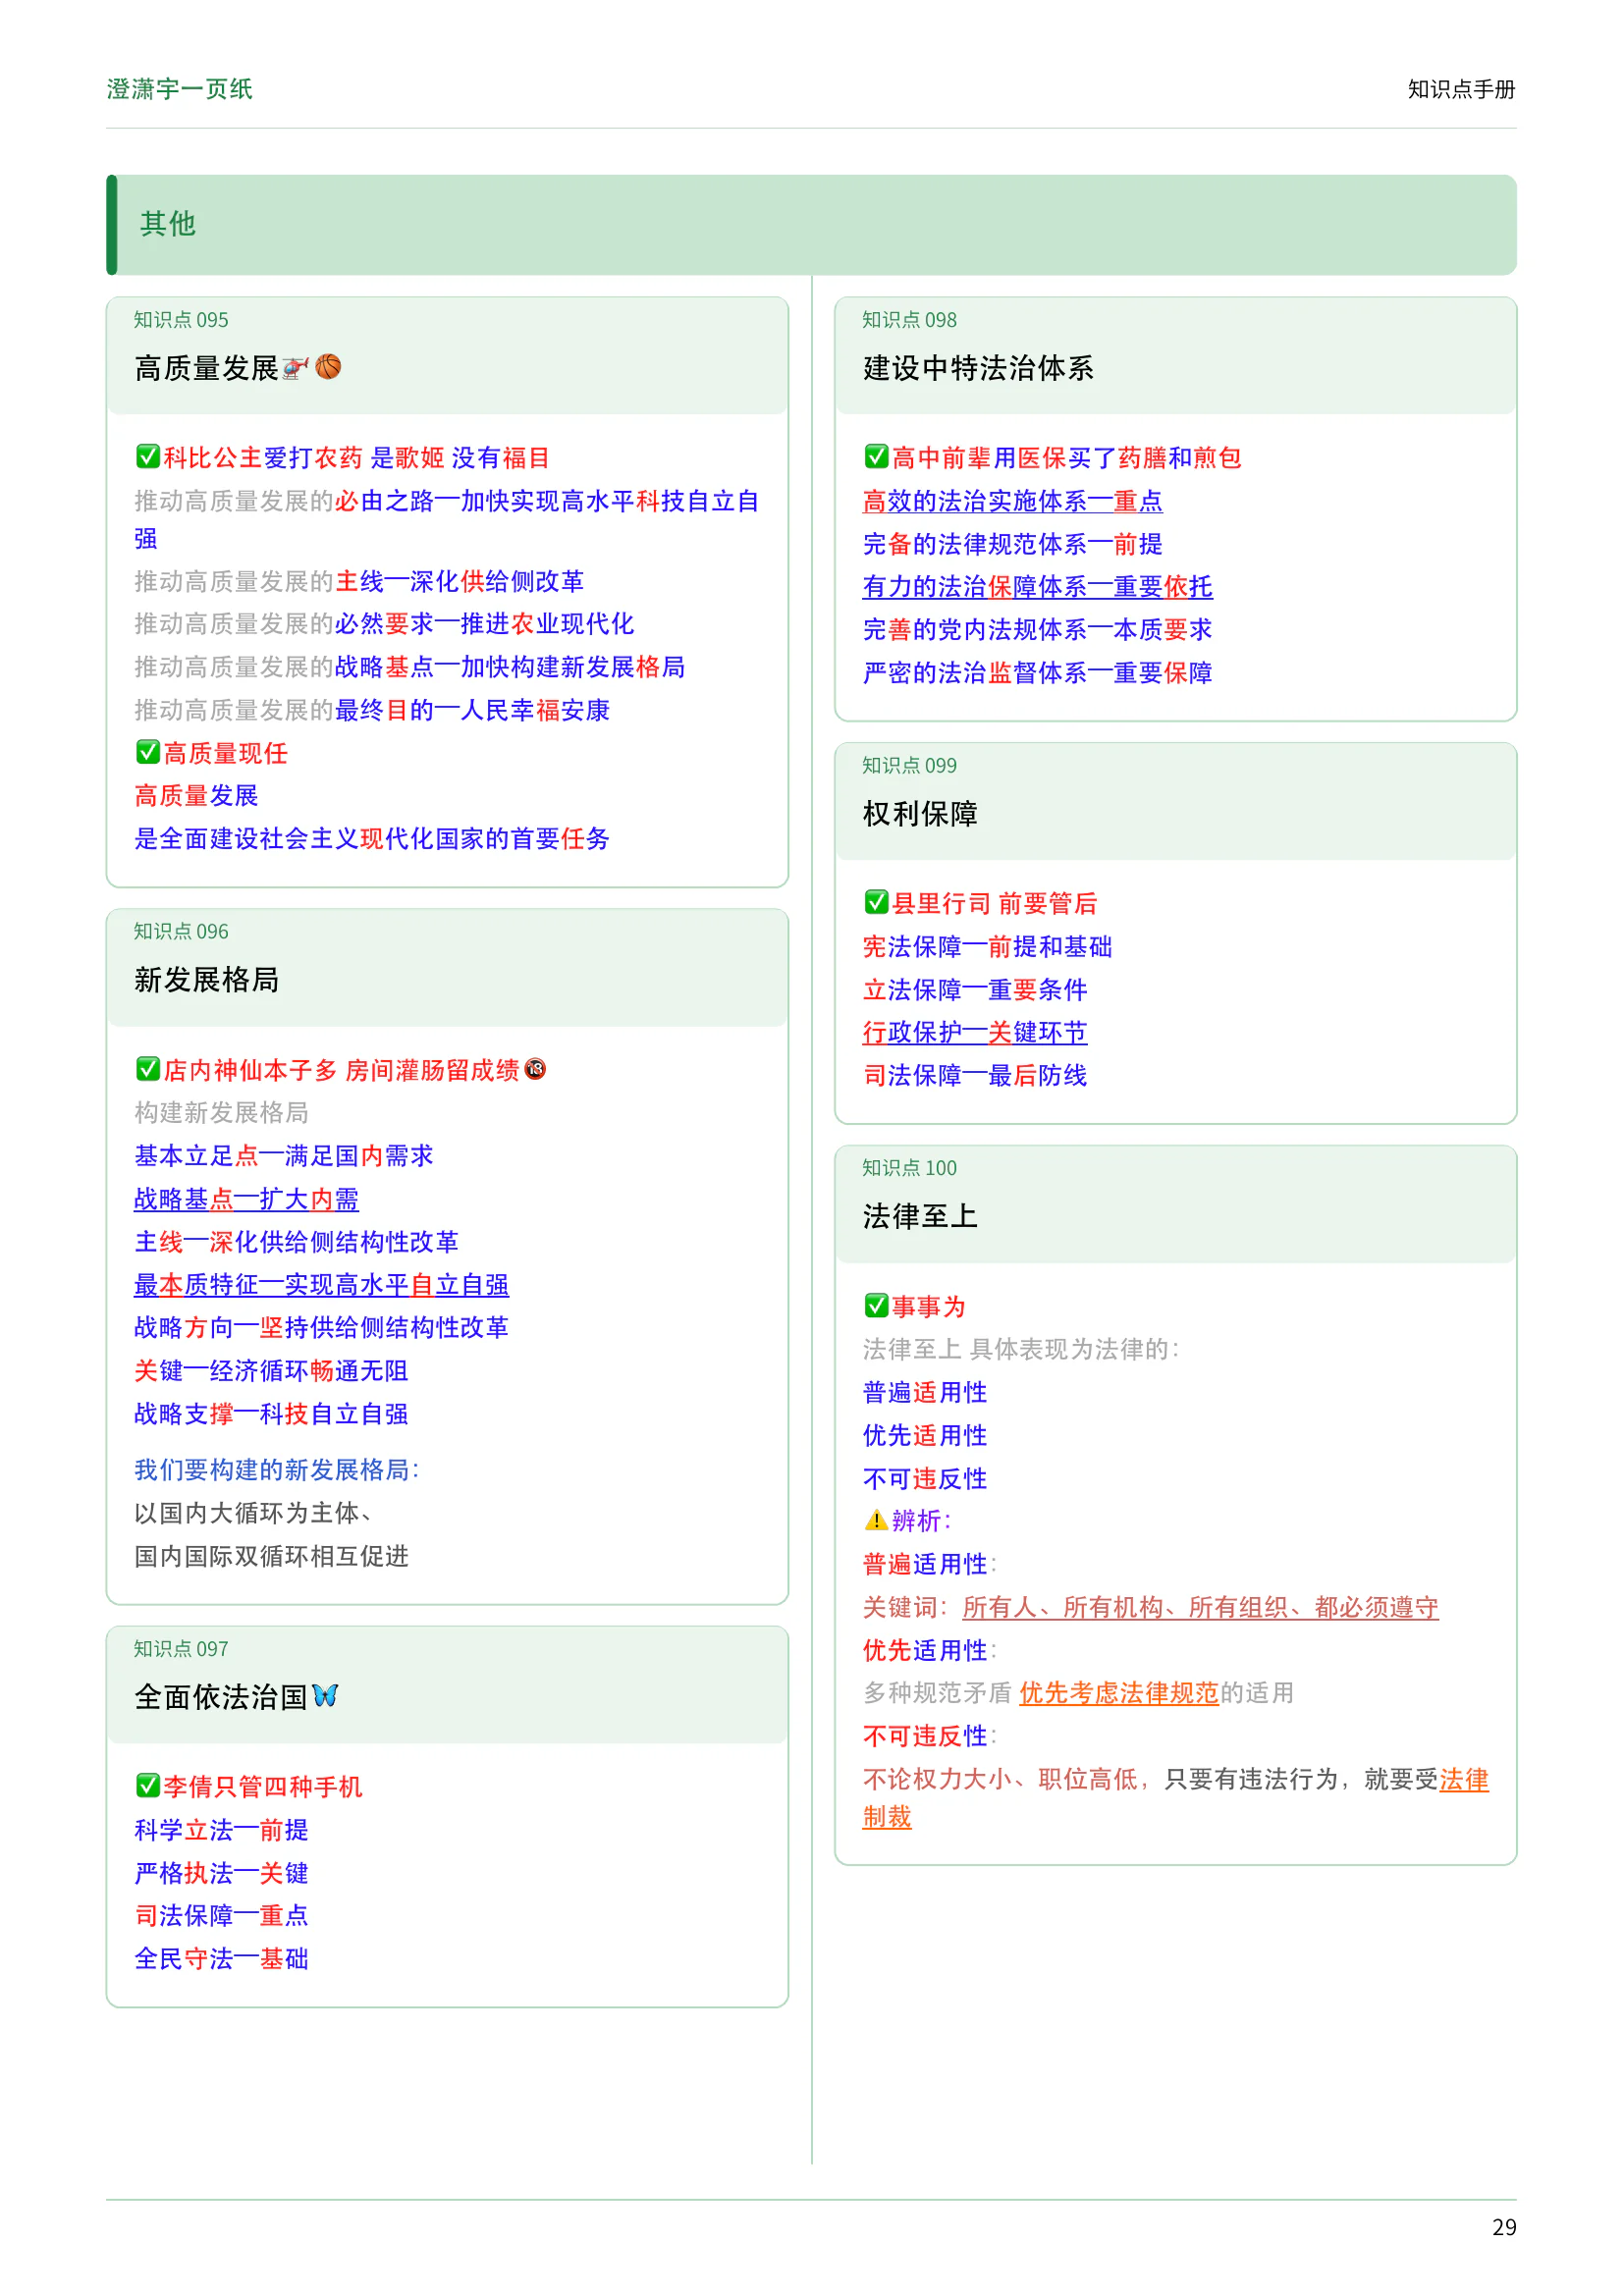 澄潇宇一页纸
知识点手册
其他
知识点 095
高质量发展🚁🏀
✅科比公主爱打农药 是歌姬 没有福目
推动高质量发展的必由之路—加快实现高水平科技自立自
强
推动高质量发展的主线—深化供给侧改革
推动高质量发展的必然要求—推进农业现代化
推动高质量发展的战略基点—加快构建新发展格局
推动高质量发展的最终目的—人民幸福安康
✅高质量现任
高质量发展
是全面建设社会主义现代化国家的首要任务
知识点 096
新发展格局
✅店内神仙本子多 房间灌肠留成绩🔞
构建新发展格局
基本立足点—满足国内需求
战略基点—扩大内需
主线—深化供给侧结构性改革
最本质特征—实现高水平自立自强
战略方向—坚持供给侧结构性改革
关键—经济循环畅通无阻
战略支撑—科技自立自强
我们要构建的新发展格局：
以国内大循环为主体、
国内国际双循环相互促进
知识点 097
全面依法治国🦋
✅李倩只管四种手机
科学立法—前提
严格执法—关键
司法保障—重点
全民守法—基础
知识点 098
建设中特法治体系
✅高中前辈用医保买了药膳和煎包
高效的法治实施体系—重点
完备的法律规范体系—前提
有力的法治保障体系—重要依托
完善的党内法规体系—本质要求
严密的法治监督体系—重要保障
知识点 099
权利保障
✅县里行司 前要管后
宪法保障—前提和基础
立法保障—重要条件
行政保护—关键环节
司法保障—最后防线
知识点 100
法律至上
✅事事为
法律至上 具体表现为法律的：
普遍适用性
优先适用性
不可违反性
⚠️辨析：
普遍适用性：
关键词：所有人、所有机构、所有组织、都必须遵守
优先适用性：
多种规范矛盾 优先考虑法律规范的适用
不可违反性：
不论权力大小、职位高低，只要有违法行为，就要受法律
制裁
29